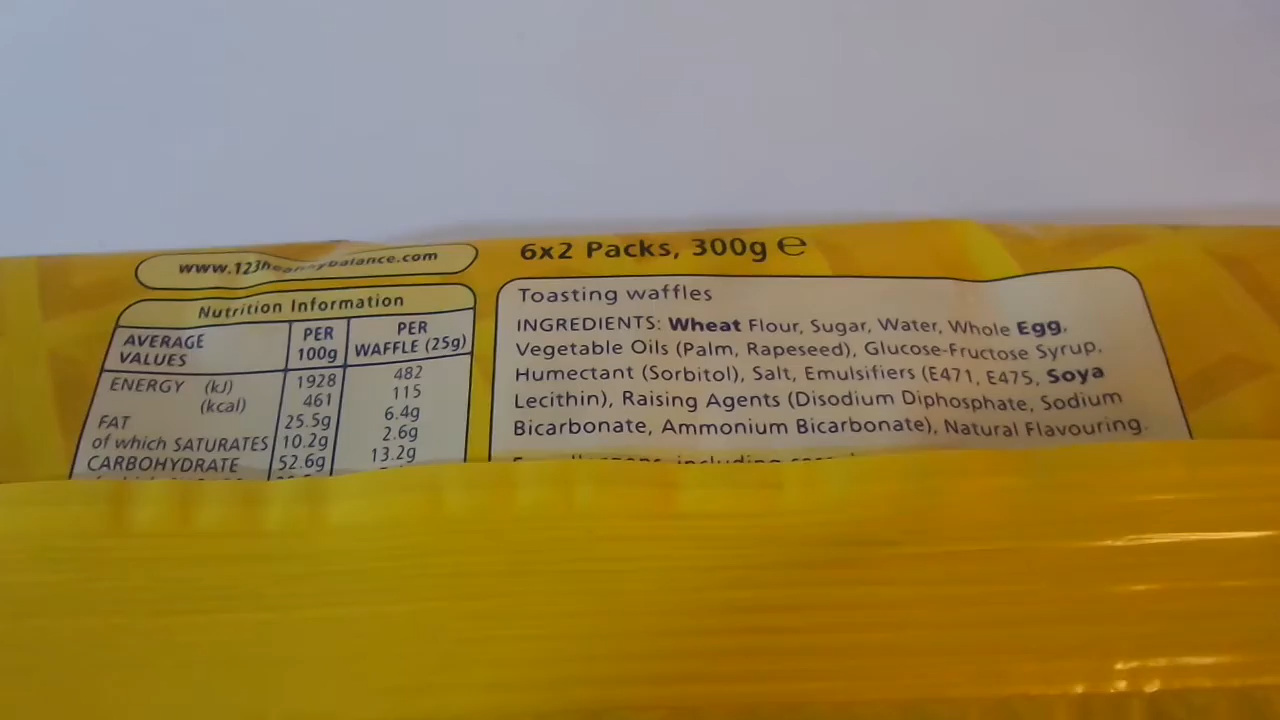 www.123healthybalance.com
6x2 Packs, 300g e
Nutrition Information
AVERAGE VALUES PER 100g PER WAFFLE (25g)
ENERGY (kJ) 1928 482
(kcal) 461 115
FAT 25.5g 6.4g
of which SATURATES 10.2g 2.6g
CARBOHYDRATE 52.6g 13.2g
Toasting waffles
INGREDIENTS: Wheat Flour, Sugar, Water, Whole Egg,
Vegetable Oils (Palm, Rapeseed), Glucose-Fructose Syrup,
Humectant (Sorbitol), Salt, Emulsifiers (E471, E475, Soya
Lecithin), Raising Agents (Disodium Diphosphate, Sodium
Bicarbonate, Ammonium Bicarbonate), Natural Flavouring.